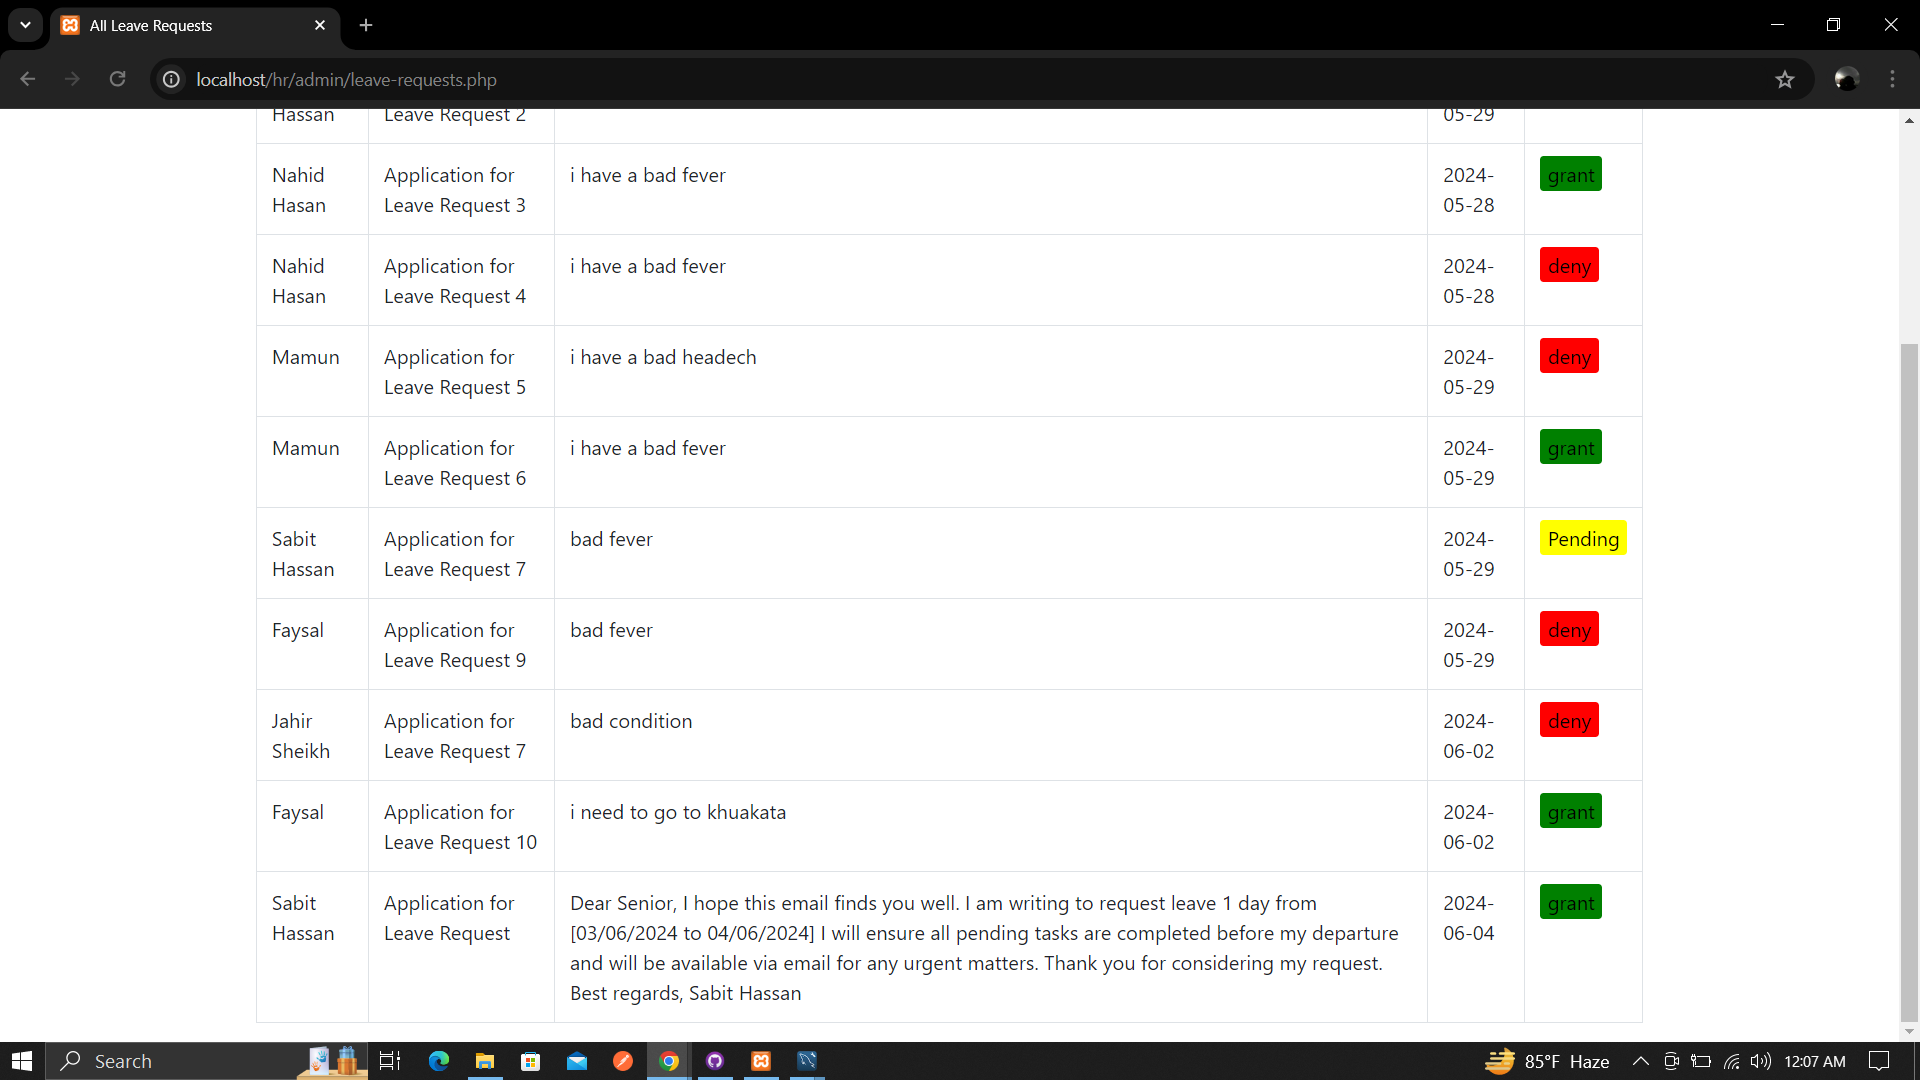 All Leave Requests
localhost/hr/admin/leave-requests.php
Hassan
Leave Request 2
05-29
Nahid
Hasan
Application for
Leave Request 3
i have a bad fever
2024-
05-28
grant
Nahid
Hasan
Application for
Leave Request 4
i have a bad fever
2024-
05-28
deny
Mamun
Application for
Leave Request 5
i have a bad headech
2024-
05-29
deny
Mamun
Application for
Leave Request 6
i have a bad fever
2024-
05-29
grant
Sabit
Hassan
Application for
Leave Request 7
bad fever
2024-
05-29
Pending
Faysal
Application for
Leave Request 9
bad fever
2024-
05-29
deny
Jahir
Sheikh
Application for
Leave Request 7
bad condition
2024-
06-02
deny
Faysal
Application for
Leave Request 10
i need to go to khuakata
2024-
06-02
grant
Sabit
Hassan
Application for
Leave Request
Dear Senior, I hope this email finds you well. I am writing to request leave 1 day from
[03/06/2024 to 04/06/2024] I will ensure all pending tasks are completed before my departure
and will be available via email for any urgent matters. Thank you for considering my request.
Best regards, Sabit Hassan
2024-
06-04
grant
Search
85°F Haze
12:07 AM